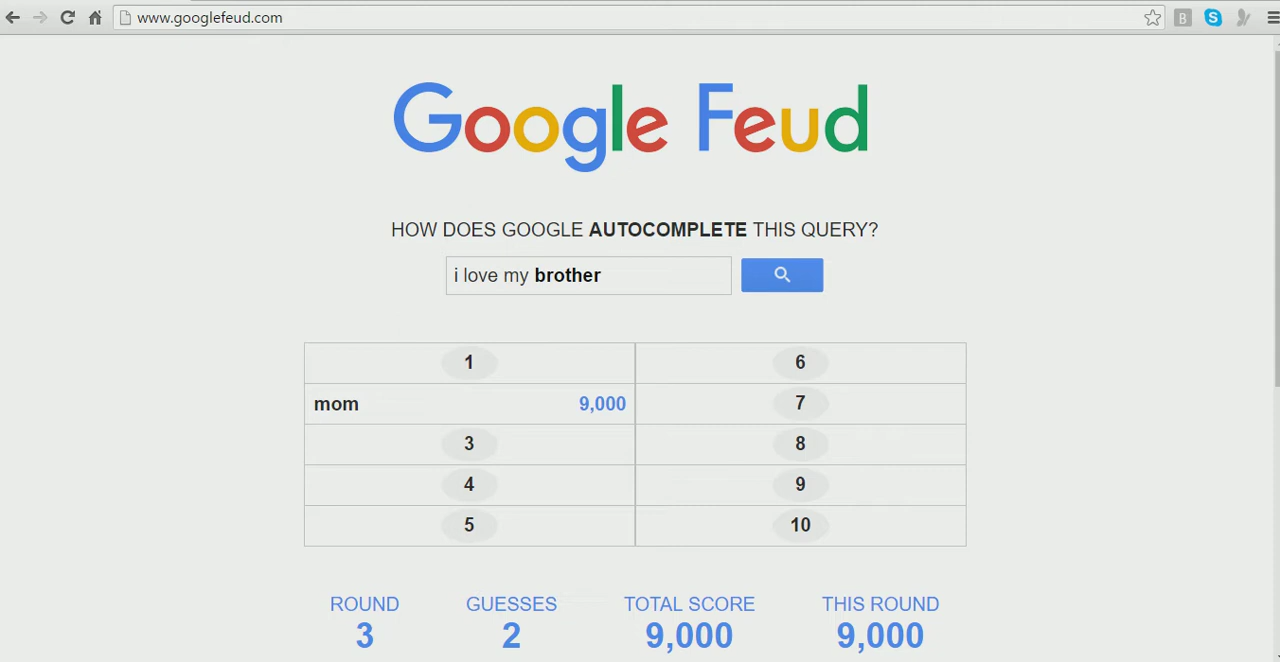 www.googlefeud.com
B
S
Google Feud
HOW DOES GOOGLE AUTOCOMPLETE THIS QUERY?
i love my brother
1 6
mom 9,000 7
3 8
4 9
5 10
ROUND GUESSES TOTAL SCORE THIS ROUND
3 2 9,000 9,000